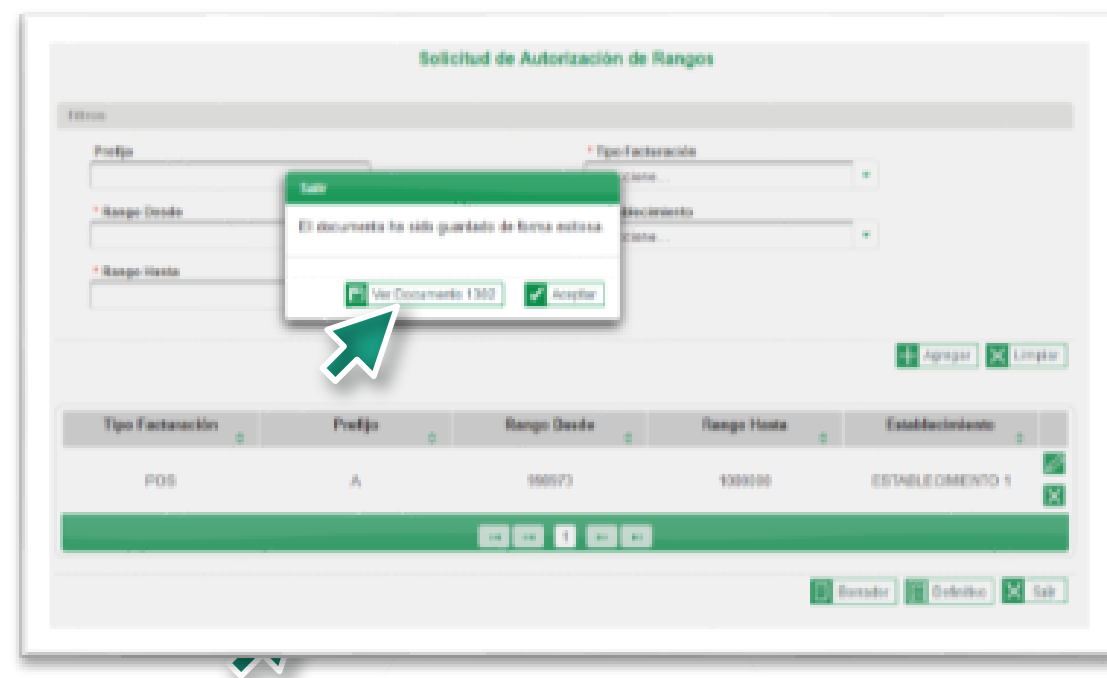 Solicitud de Autorización de Rangos
Filtros
Prefijo
* Tipo Facturación
Salir
* Rango Desde
El documento ha sido guardado de forma exitosa.
* Rango Hasta
Ver Documento 1302
Aceptar
Agregar
Limpiar
Tipo Facturación Prefijo Rango Desde Rango Hasta Establecimiento
POS A 1000000 ESTABLECIMIENTO 1
1
Borrador Definitivo Salir